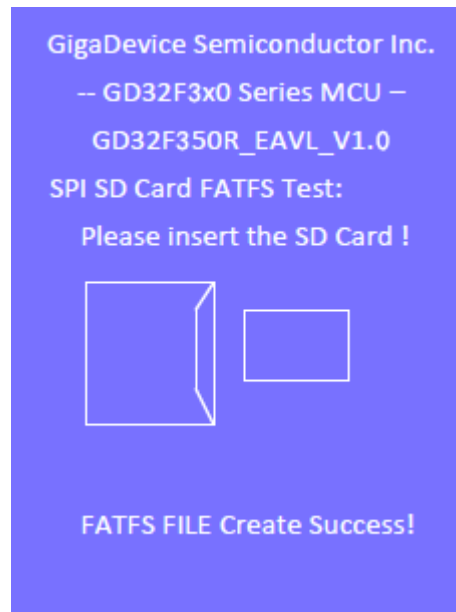 GigaDevice Semiconductor Inc.
-- GD32F3x0 Series MCU –
GD32F350R_EAVL_V1.0
SPI SD Card FATFS Test:
Please insert the SD Card !
FATFS FILE Create Success!